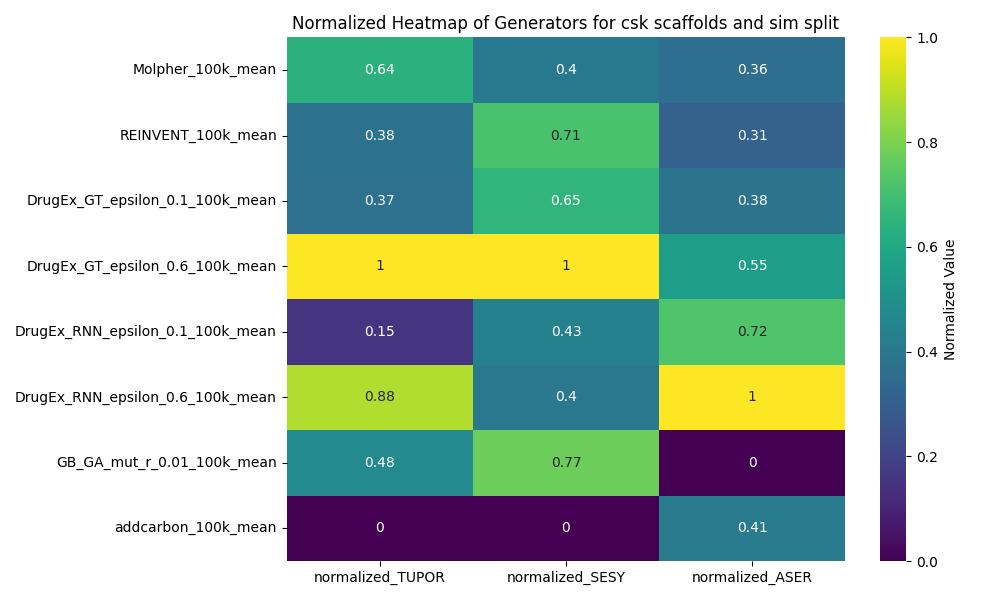 Normalized Heatmap of Generators for csk scaffolds and sim split
Molpher_100k_mean 0.64 0.4 0.36
REINVENT_100k_mean 0.38 0.71 0.31
DrugEx_GT_epsilon_0.1_100k_mean 0.37 0.65 0.38
DrugEx_GT_epsilon_0.6_100k_mean 1 1 0.55
DrugEx_RNN_epsilon_0.1_100k_mean 0.15 0.43 0.72
DrugEx_RNN_epsilon_0.6_100k_mean 0.88 0.4 1
GB_GA_mut_r_0.01_100k_mean 0.48 0.77 0
addcarbon_100k_mean 0 0 0.41
normalized_TUPOR normalized_SESY normalized_ASER
1.0
0.8
0.6
0.4
0.2
0.0
Normalized Value